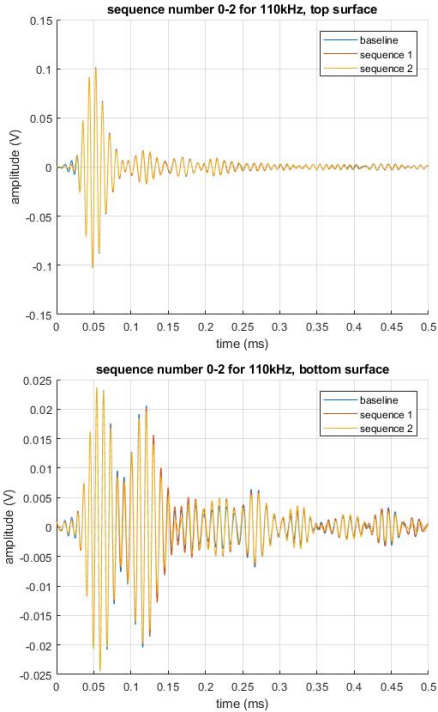 sequence number 0-2 for 110kHz, top surface
0.15
0.1
0.05
0
-0.05
-0.1
-0.15
amplitude (V)
baseline
sequence 1
sequence 2
0 0.05 0.1 0.15 0.2 0.25 0.3 0.35 0.4 0.45 0.5
time (ms)
sequence number 0-2 for 110kHz, bottom surface
0.025
0.02
0.015
0.01
0.005
0
-0.005
-0.01
-0.015
-0.02
-0.025
amplitude (V)
baseline
sequence 1
sequence 2
0 0.05 0.1 0.15 0.2 0.25 0.3 0.35 0.4 0.45 0.5
time (ms)